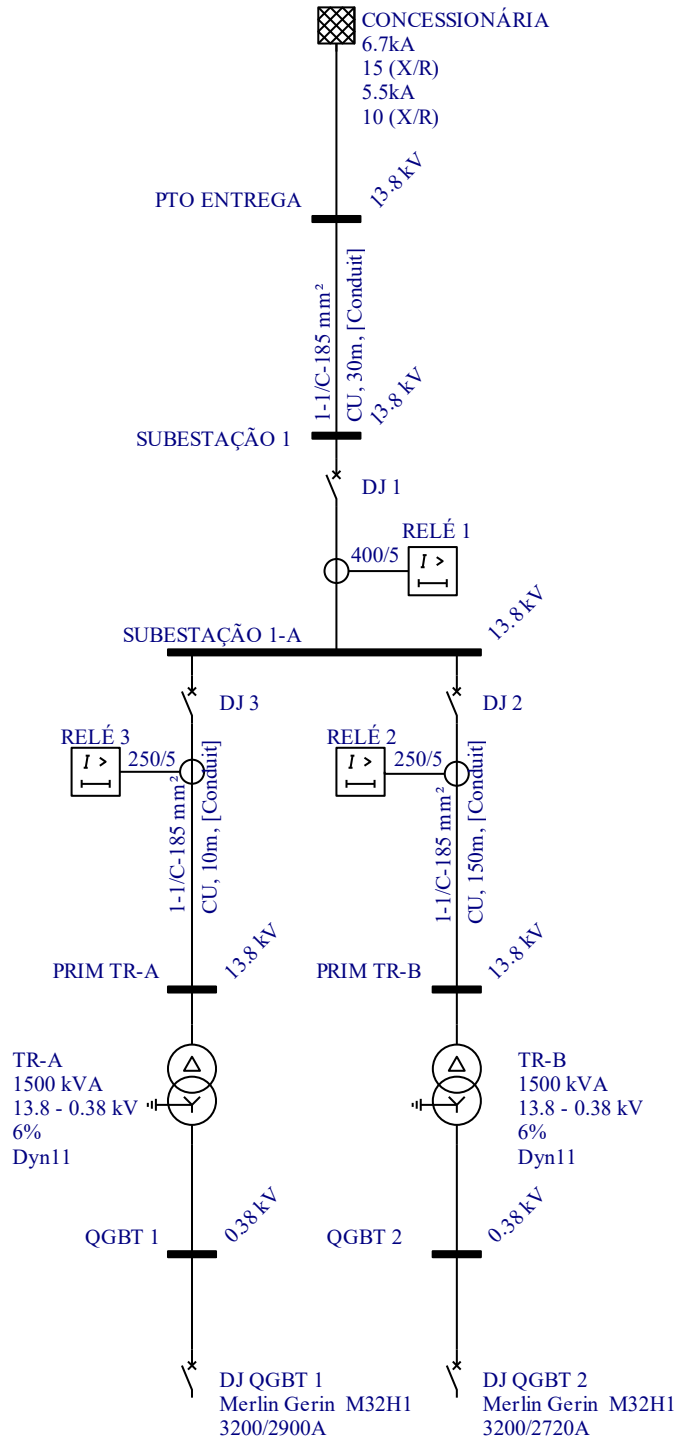 CONCESSIONÁRIA
6.7kA
15 (X/R)
5.5kA
10 (X/R)
13.8 kV
PTO ENTREGA
1-1/C-185 mm²
CU, 30m, [Conduit]
13.8 kV
SUBESTAÇÃO 1
DJ 1
RELÉ 1
400/5
I >
13.8 kV
SUBESTAÇÃO 1-A
DJ 3
DJ 2
RELÉ 3
250/5
I >
RELÉ 2
250/5
I >
1-1/C-185 mm²
CU, 10m, [Conduit]
1-1/C-185 mm²
CU, 150m, [Conduit]
PRIM TR-A
13.8 kV
PRIM TR-B
13.8 kV
TR-A
1500 kVA
13.8 - 0.38 kV
6%
Dyn11
TR-B
1500 kVA
13.8 - 0.38 kV
6%
Dyn11
QGBT 1
0.38 kV
QGBT 2
0.38 kV
DJ QGBT 1
Merlin Gerin M32H1
3200/2900A
DJ QGBT 2
Merlin Gerin M32H1
3200/2720A